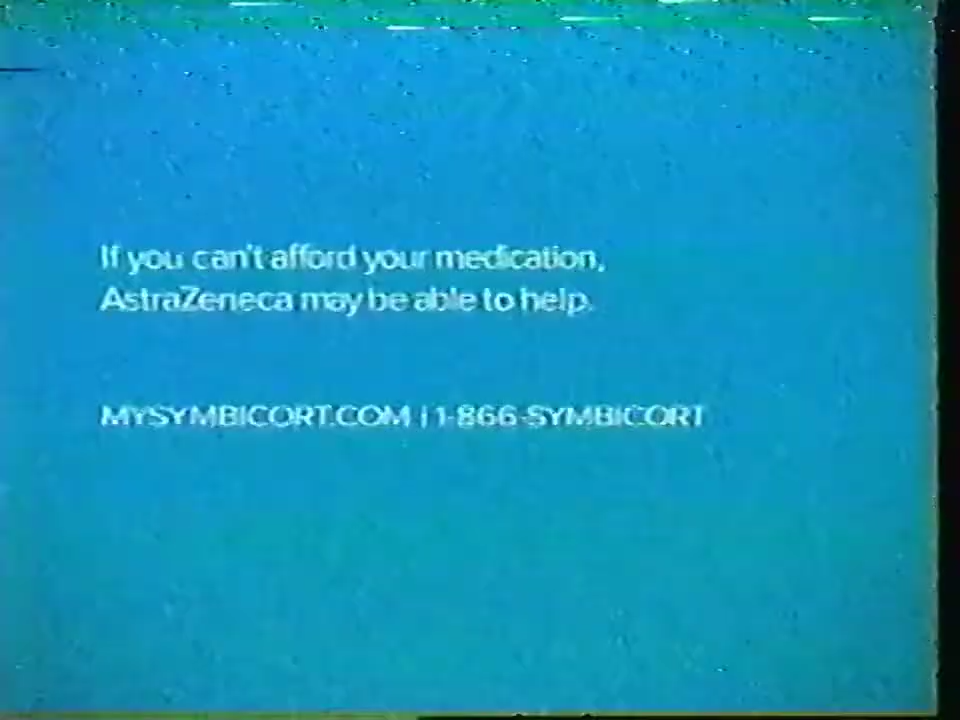 If you can't afford your medication,
AstraZeneca may be able to help.
MYSYMBICORT.COM | 1-866-SYMBICORT